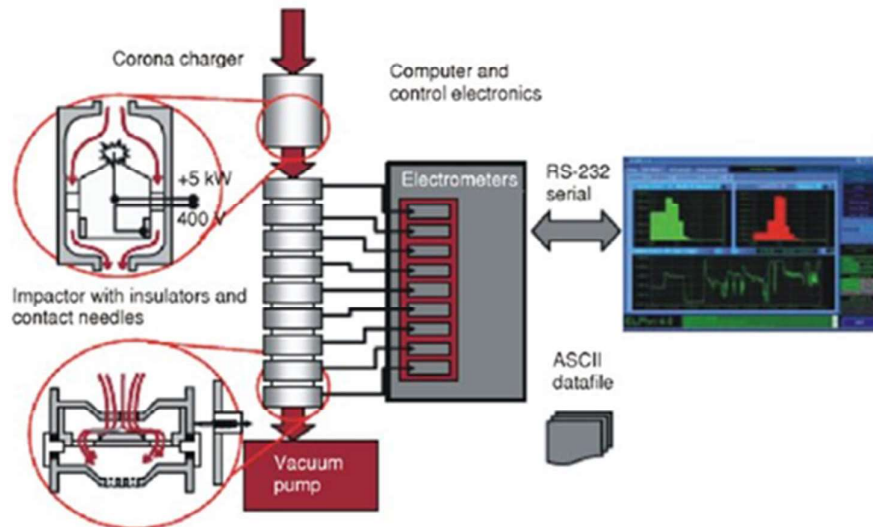 Corona charger
Computer and
control electronics
+5 kW
400 V
Electrometers
RS-232
serial
Impactor with insulators and
contact needles
ASCII
datafile
Vacuum
pump